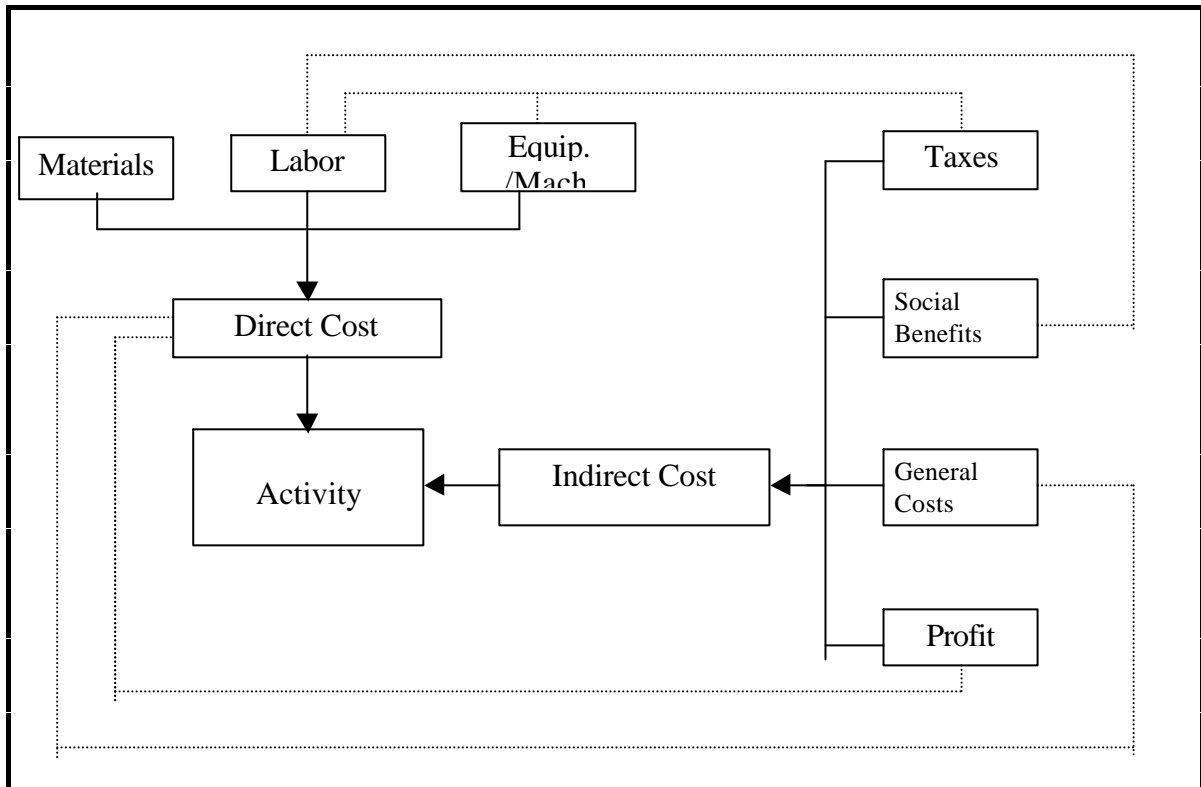 Materials
Labor
Equip.
/Mach
Taxes
Direct Cost
Social
Benefits
Activity
Indirect Cost
General
Costs
Profit